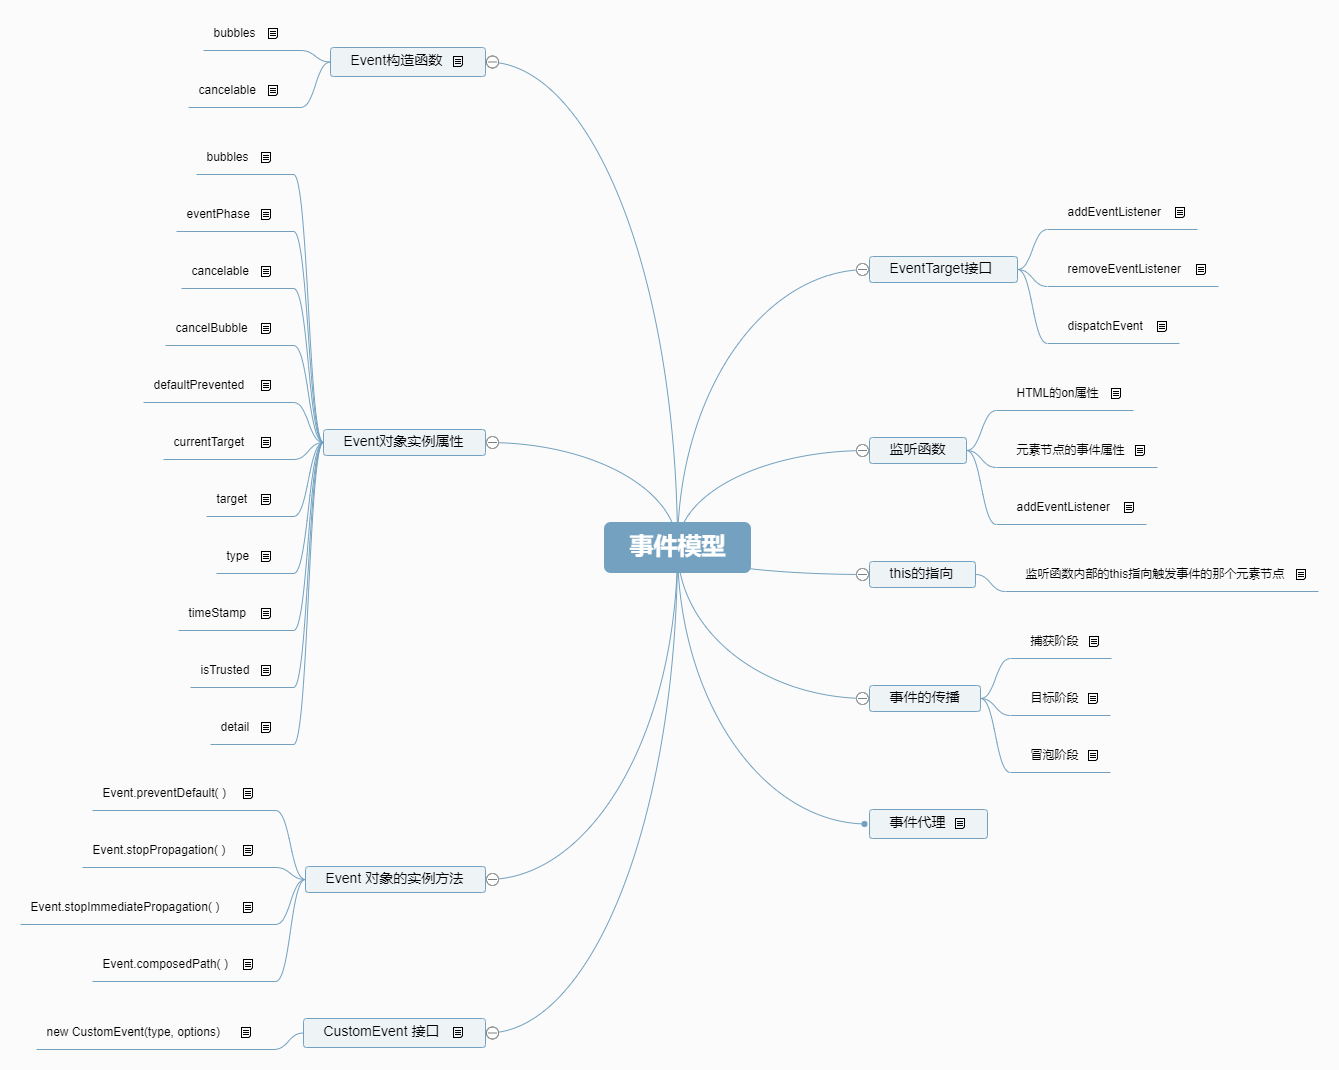 事件模型
EventTarget接口
addEventListener
removeEventListener
dispatchEvent
监听函数
HTML的on属性
元素节点的事件属性
addEventListener
this的指向
监听函数内部的this指向触发事件的那个元素节点
事件的传播
捕获阶段
目标阶段
冒泡阶段
事件代理
Event构造函数
bubbles
cancelable
Event对象实例属性
bubbles
eventPhase
cancelable
cancelBubble
defaultPrevented
currentTarget
target
type
timeStamp
isTrusted
detail
Event 对象的实例方法
Event.preventDefault( )
Event.stopPropagation( )
Event.stopImmediatePropagation( )
Event.composedPath( )
CustomEvent 接口
new CustomEvent(type, options)